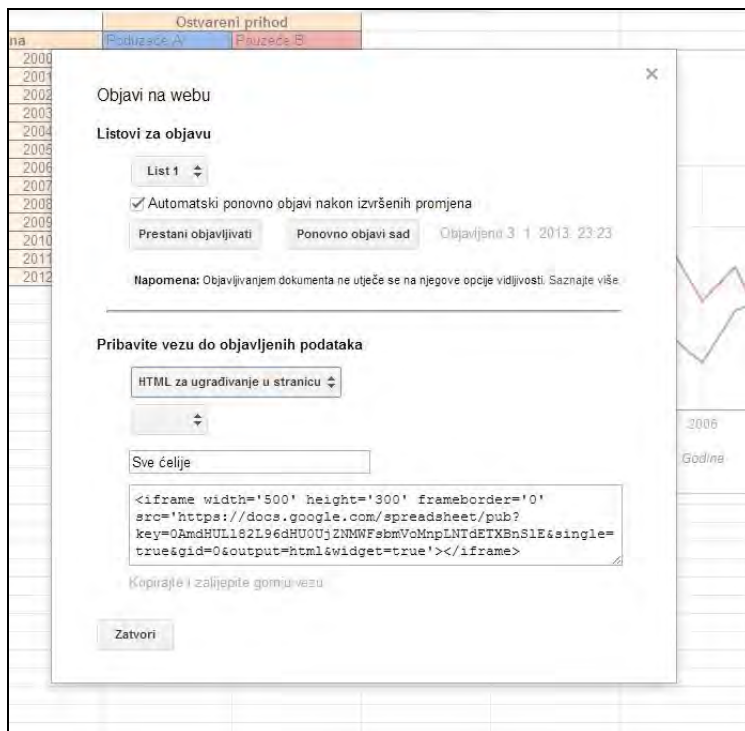 Ostvareni prihod
na
Poduzeće A
Pouzeće B
2000
2001
2002
2003
2004
2005
2006
2007
2008
2009
2010
2011
2012
×
Objavi na webu
Listovi za objavu
List 1
Automatski ponovno objavi nakon izvršenih promjena
Prestani objavljivati Ponovno objavi sad Objavljeno 3. 1. 2013. 23:23
Napomena: Objavljivanjem dokumenta ne utječe se na njegove opcije vidljivosti. Saznajte više
Pribavite vezu do objavljenih podataka
HTML za ugrađivanje u stranicu
Sve ćelije
<iframe width='500' height='300' frameborder='0'
src='https://docs.google.com/spreadsheet/pub?
true&gid=0&output=html&widget=true'></iframe>
Kopirajte i zalijepite gornju vezu
Zatvori
2006
Godina